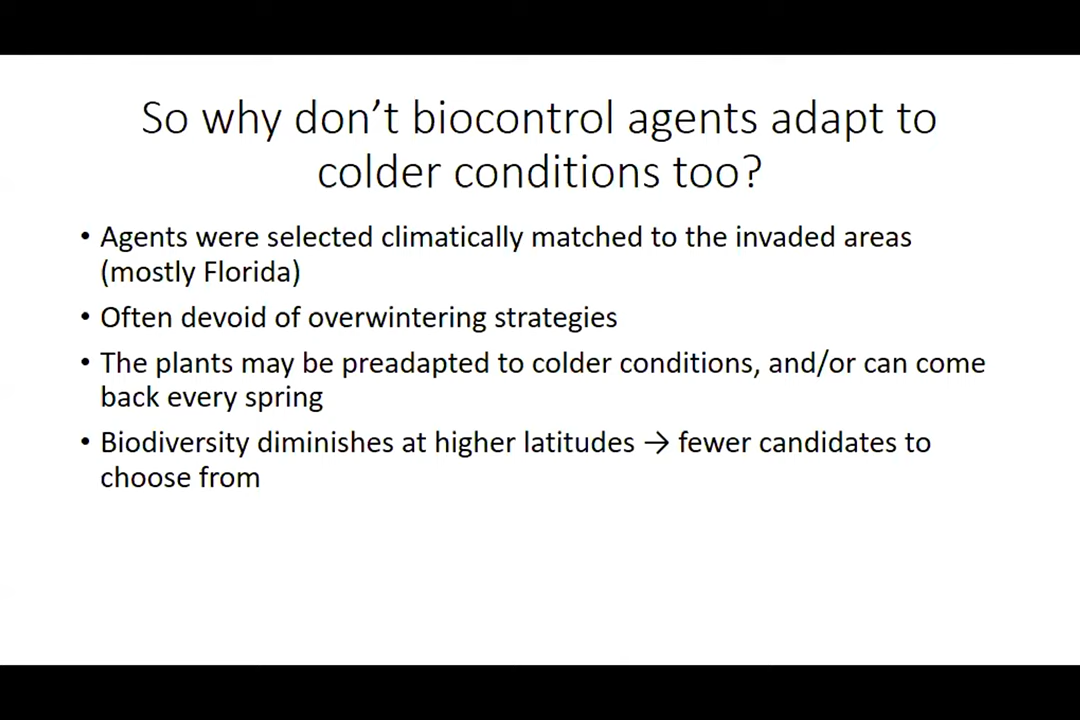 So why don’t biocontrol agents adapt to
colder conditions too?
• Agents were selected climatically matched to the invaded areas
(mostly Florida)
• Often devoid of overwintering strategies
• The plants may be preadapted to colder conditions, and/or can come
back every spring
• Biodiversity diminishes at higher latitudes → fewer candidates to
choose from